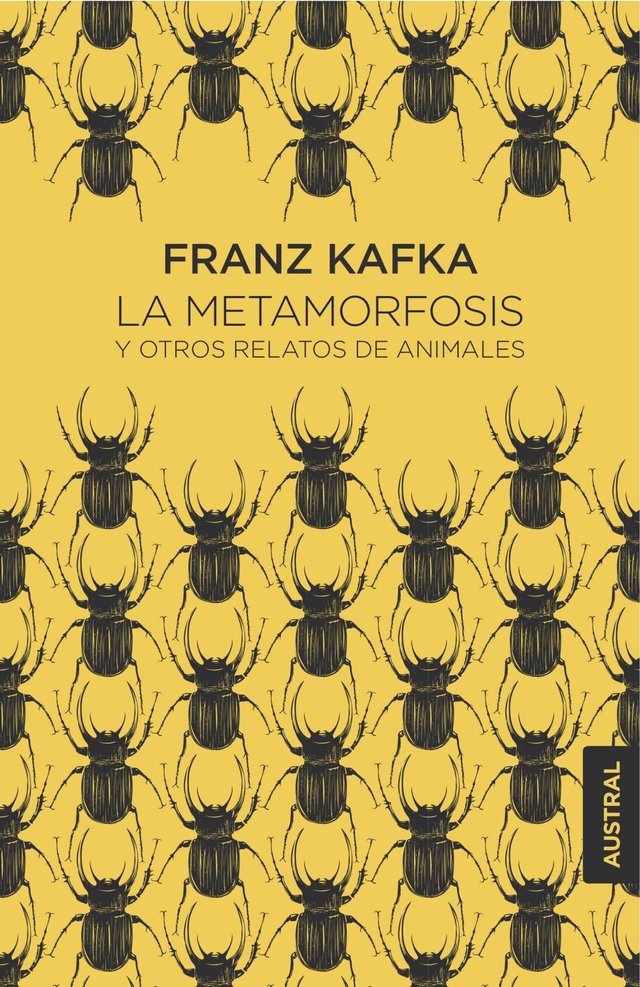 FRANZ KAFKA
LA METAMORFOSIS
Y OTROS RELATOS DE ANIMALES
AUSTRAL